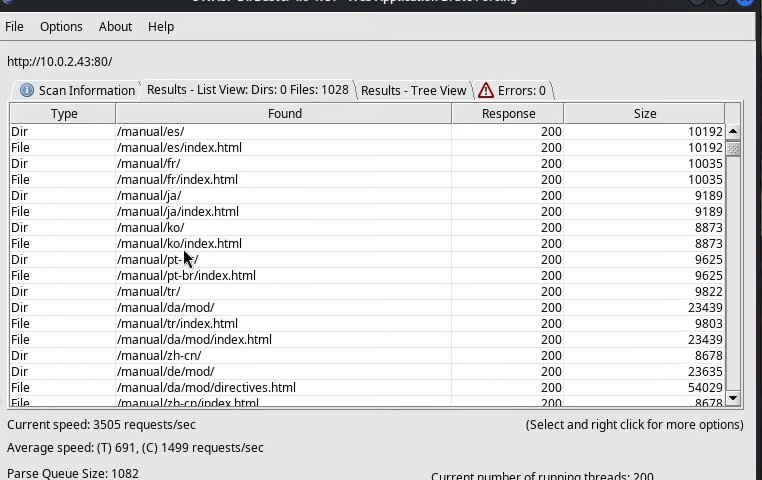 File Options About Help
http://10.0.2.43:80/
Scan Information Results - List View: Dirs: 0 Files: 1028 Results - Tree View Errors: 0
Type Found Response Size
Dir /manual/es/ 200 10192
File /manual/es/index.html 200 10192
Dir /manual/fr/ 200 10035
File /manual/fr/index.html 200 10035
Dir /manual/ja/ 200 9189
File /manual/ja/index.html 200 9189
Dir /manual/ko/ 200 8873
File /manual/ko/index.html 200 8873
Dir 200 9625
File /manual/pt-br/index.html 200 9625
Dir /manual/tr/ 200 9822
Dir /manual/da/mod/ 200 23439
File /manual/tr/index.html 200 9803
File /manual/da/mod/index.html 200 23439
Dir /manual/zh-cn/ 200 8678
Dir /manual/de/mod/ 200 23635
File /manual/da/mod/directives.html 200 54029
File /manual/zh-cn/index.html 200 8678
Current speed: 3505 requests/sec (Select and right click for more options)
Average speed: (T) 691, (C) 1499 requests/sec
Parse Queue Size: 1082
Current number of running threads: 200